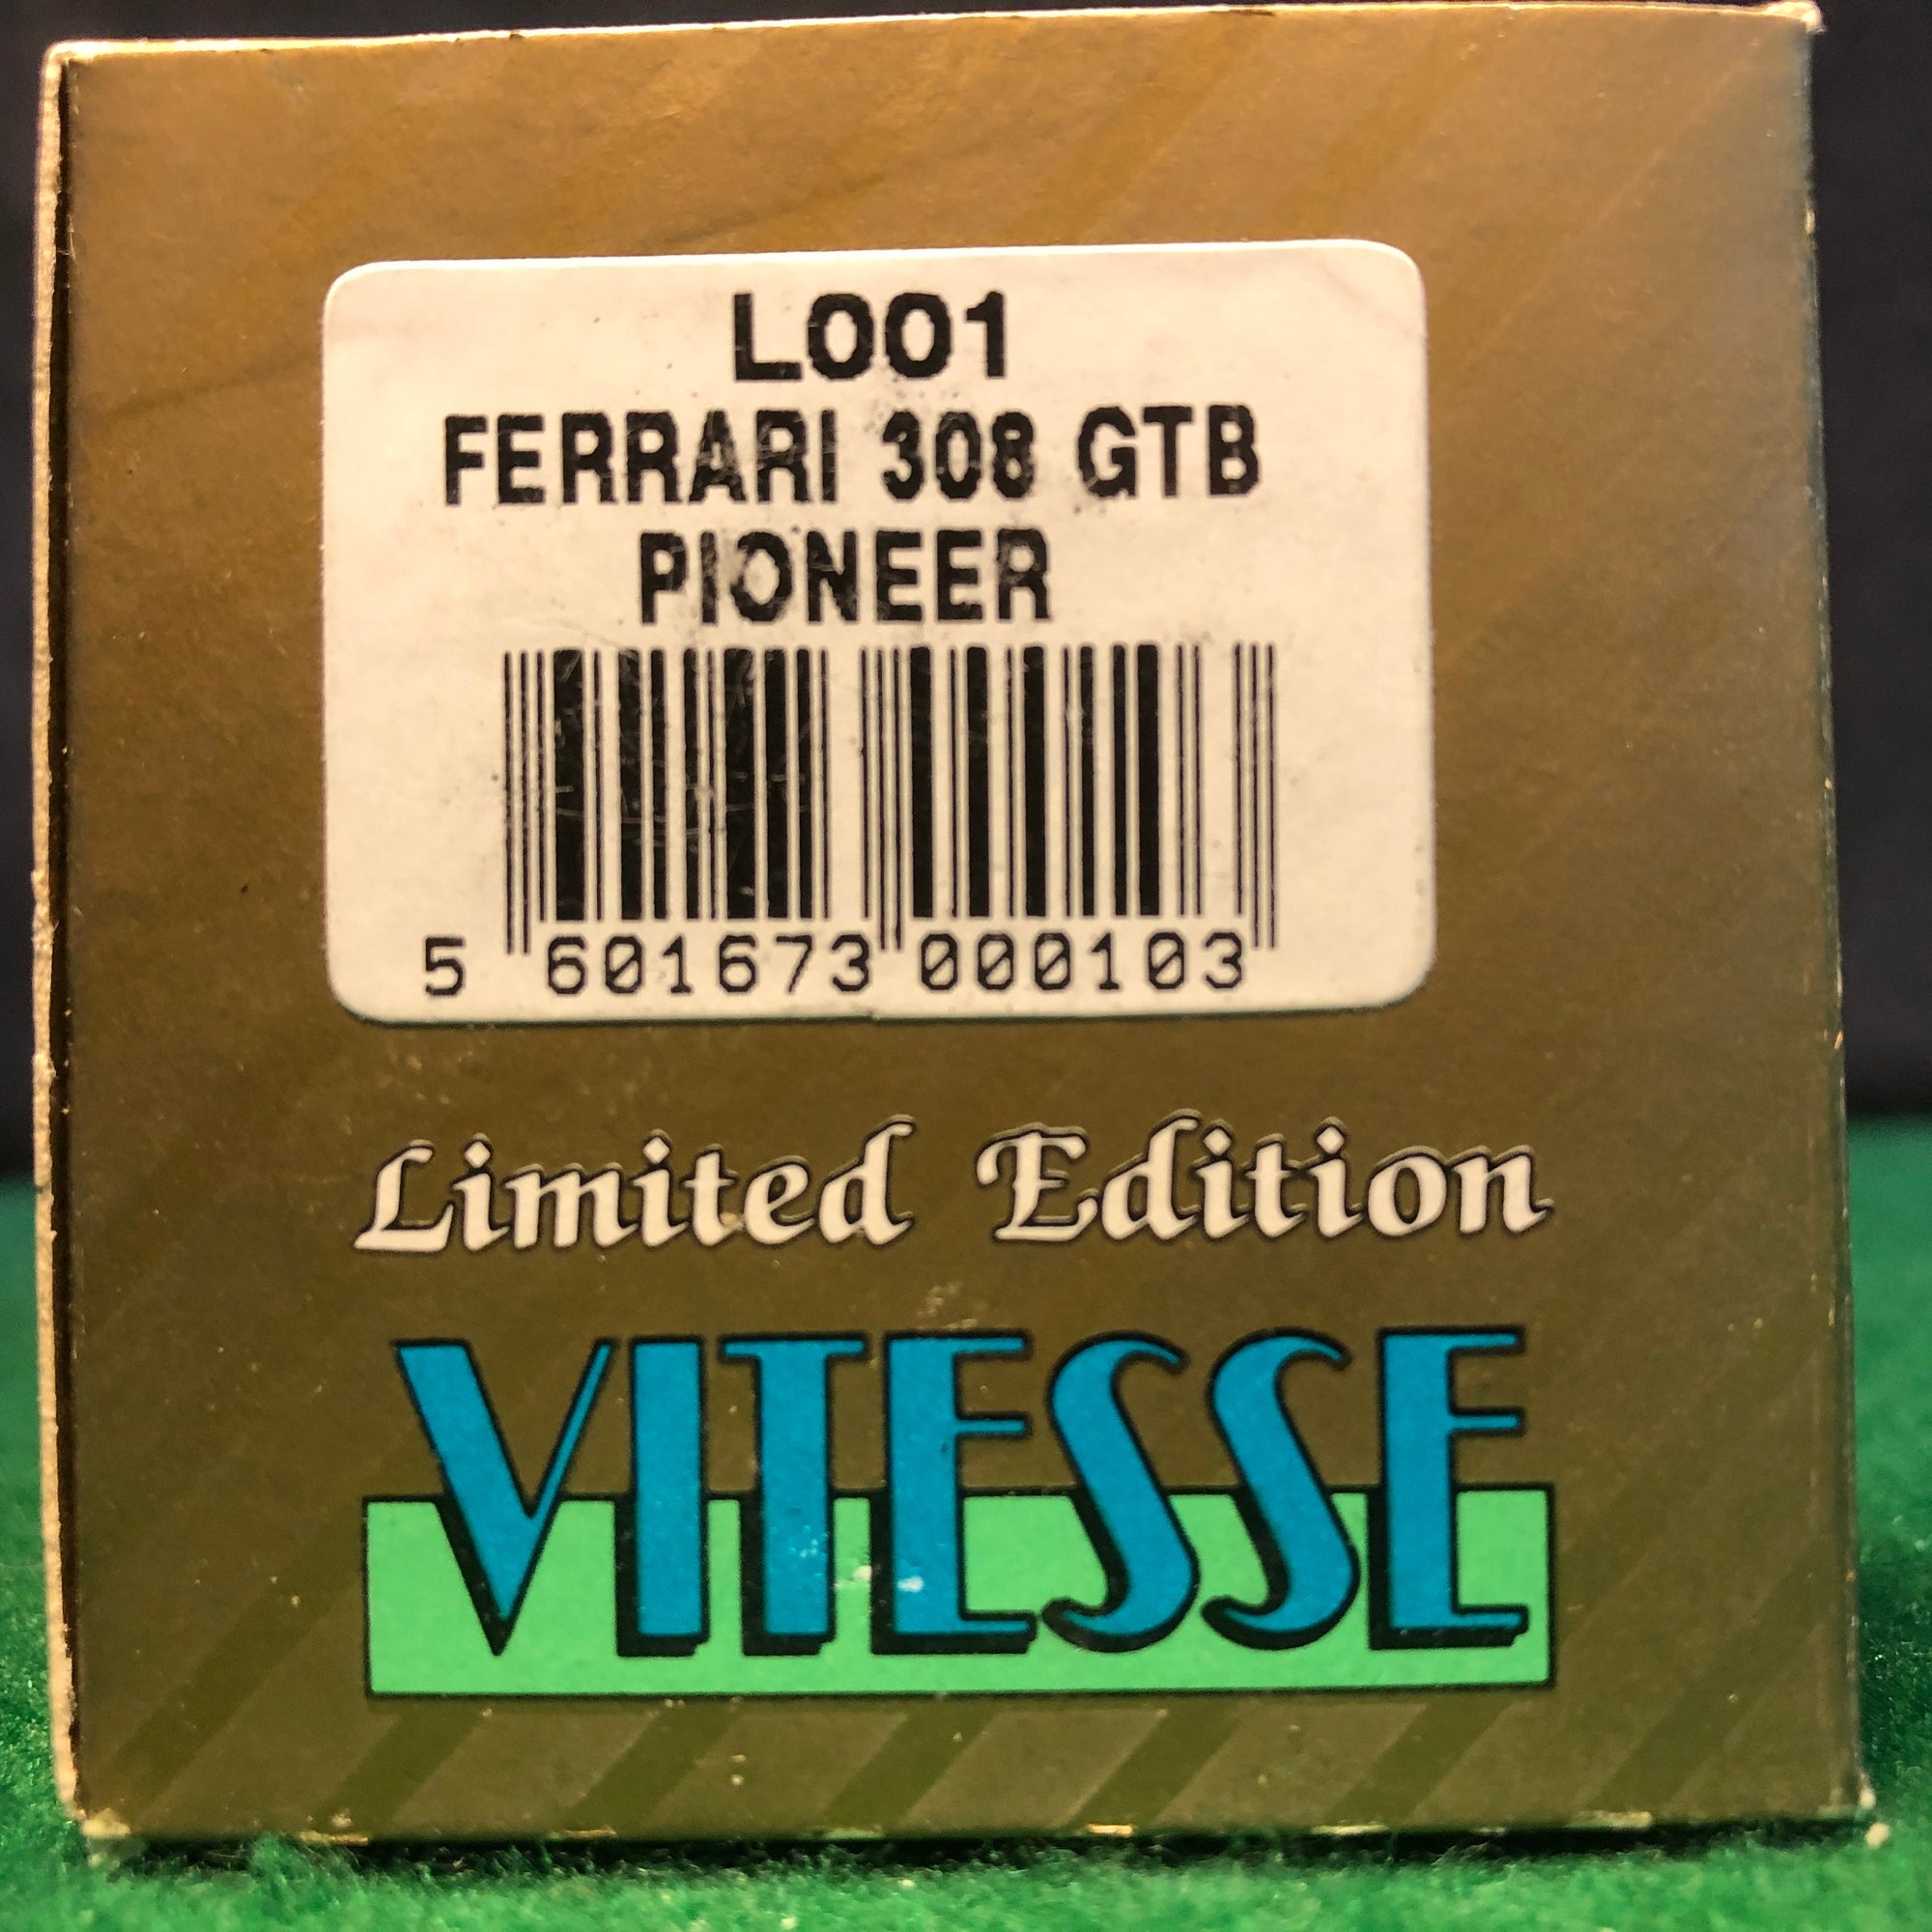 L001
FERRARI 308 GTB
PIONEER
5 601673 000103
Limited Edition
VITESSE